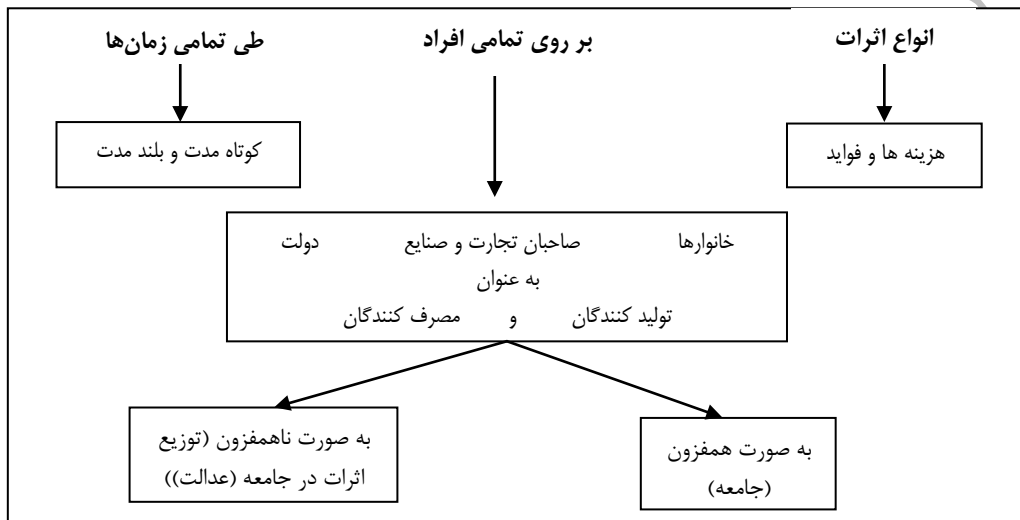 انواع اثرات
بر روی تمامی افراد
طی تمامی زمان‌ها
هزینه ها و فواید
کوتاه مدت و بلند مدت
خانوارها صاحبان تجارت و صنایع دولت
به عنوان
تولید کنندگان و مصرف کنندگان
به صورت همفزون
(جامعه)
به صورت ناهمفزون (توزیع
اثرات در جامعه (عدالت))